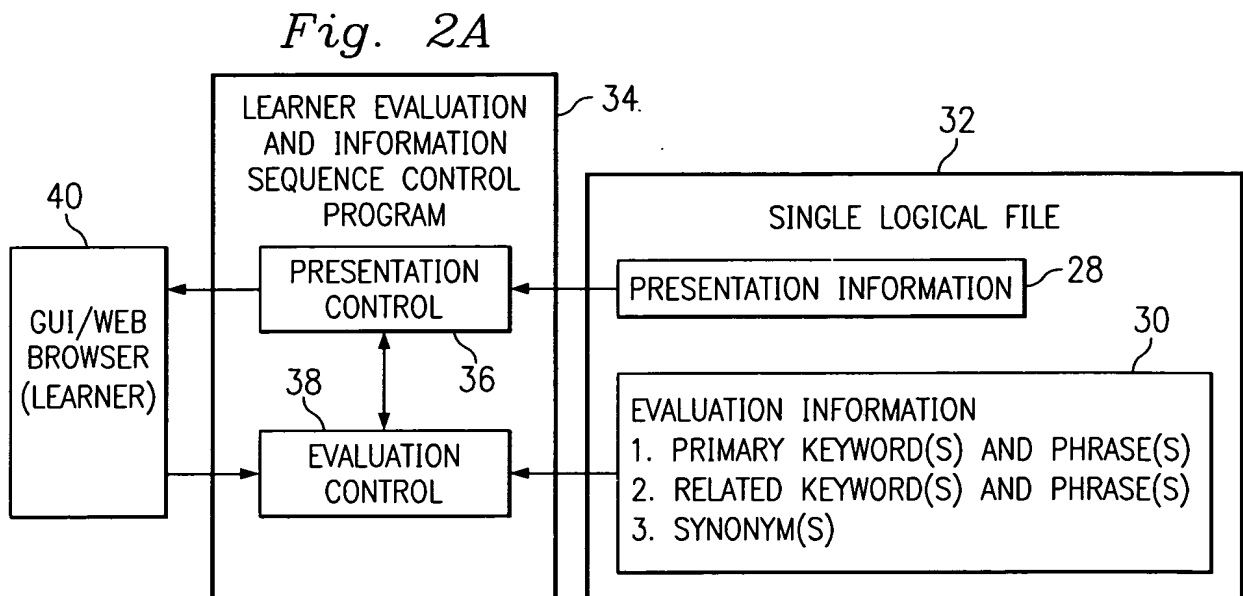 Fig. 2A
LEARNER EVALUATION
AND INFORMATION
SEQUENCE CONTROL
PROGRAM
34
32
SINGLE LOGICAL FILE
40
GUI/WEB
BROWSER
(LEARNER)
PRESENTATION
CONTROL
36
PRESENTATION INFORMATION
28
38
EVALUATION
CONTROL
30
EVALUATION INFORMATION
1. PRIMARY KEYWORD(S) AND PHRASE(S)
2. RELATED KEYWORD(S) AND PHRASE(S)
3. SYNONYM(S)